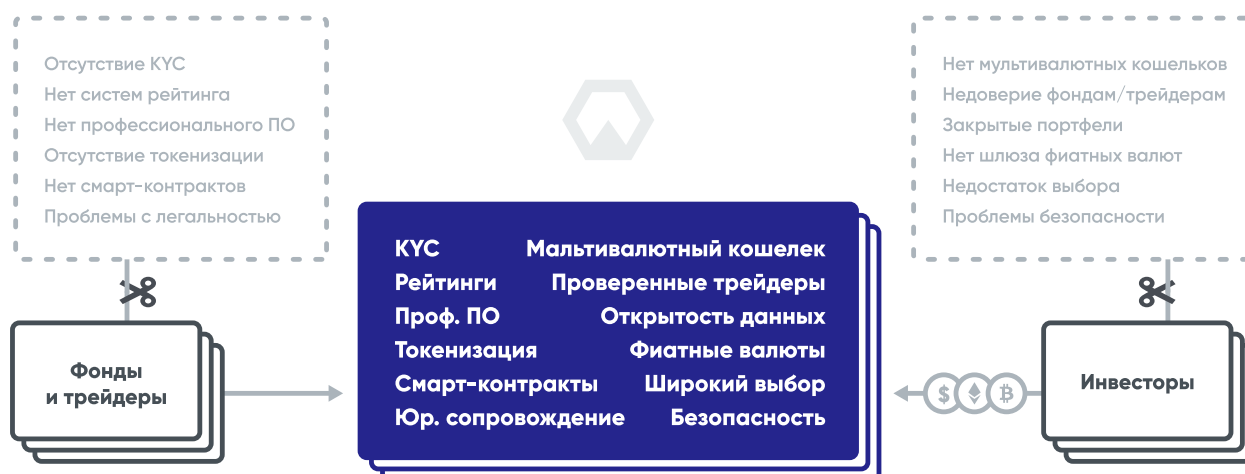 Отсутствие KYC
Нет систем рейтинга
Нет профессионального ПО
Отсутствие токенизации
Нет смарт-контрактов
Проблемы с легальностью
Фонды
и трейдеры
KYC Мальтивалютный кошелек
Рейтинги Проверенные трейдеры
Проф. ПО Открытость данных
Токенизация Фиатные валюты
Смарт-контракты Широкий выбор
Юр. сопровождение Безопасность
Нет мультивалютных кошельков
Недоверие фондам/трейдерам
Закрытые портфели
Нет шлюза фиатных валют
Недостаток выбора
Проблемы безопасности
$
Инвесторы